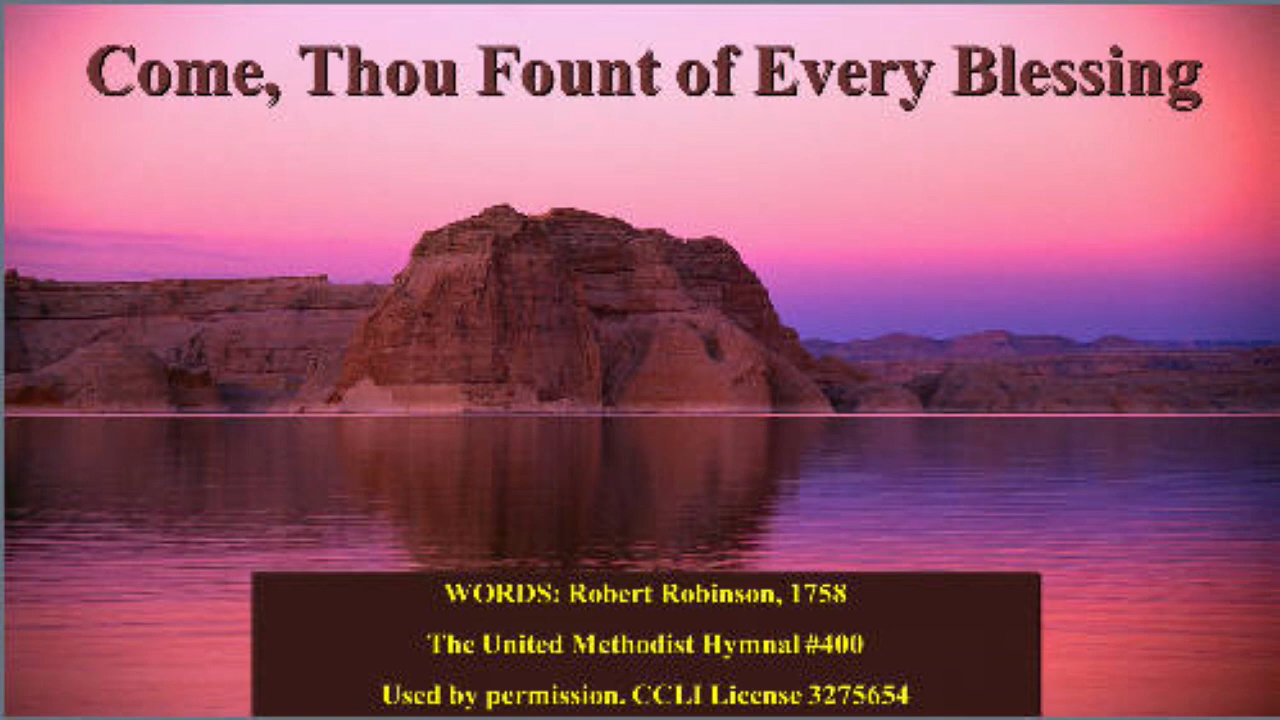 Come, Thou Fount of Every Blessing
WORDS: Robert Robinson, 1758
The United Methodist Hymnal #400
Used by permission. CCLI License 3275654